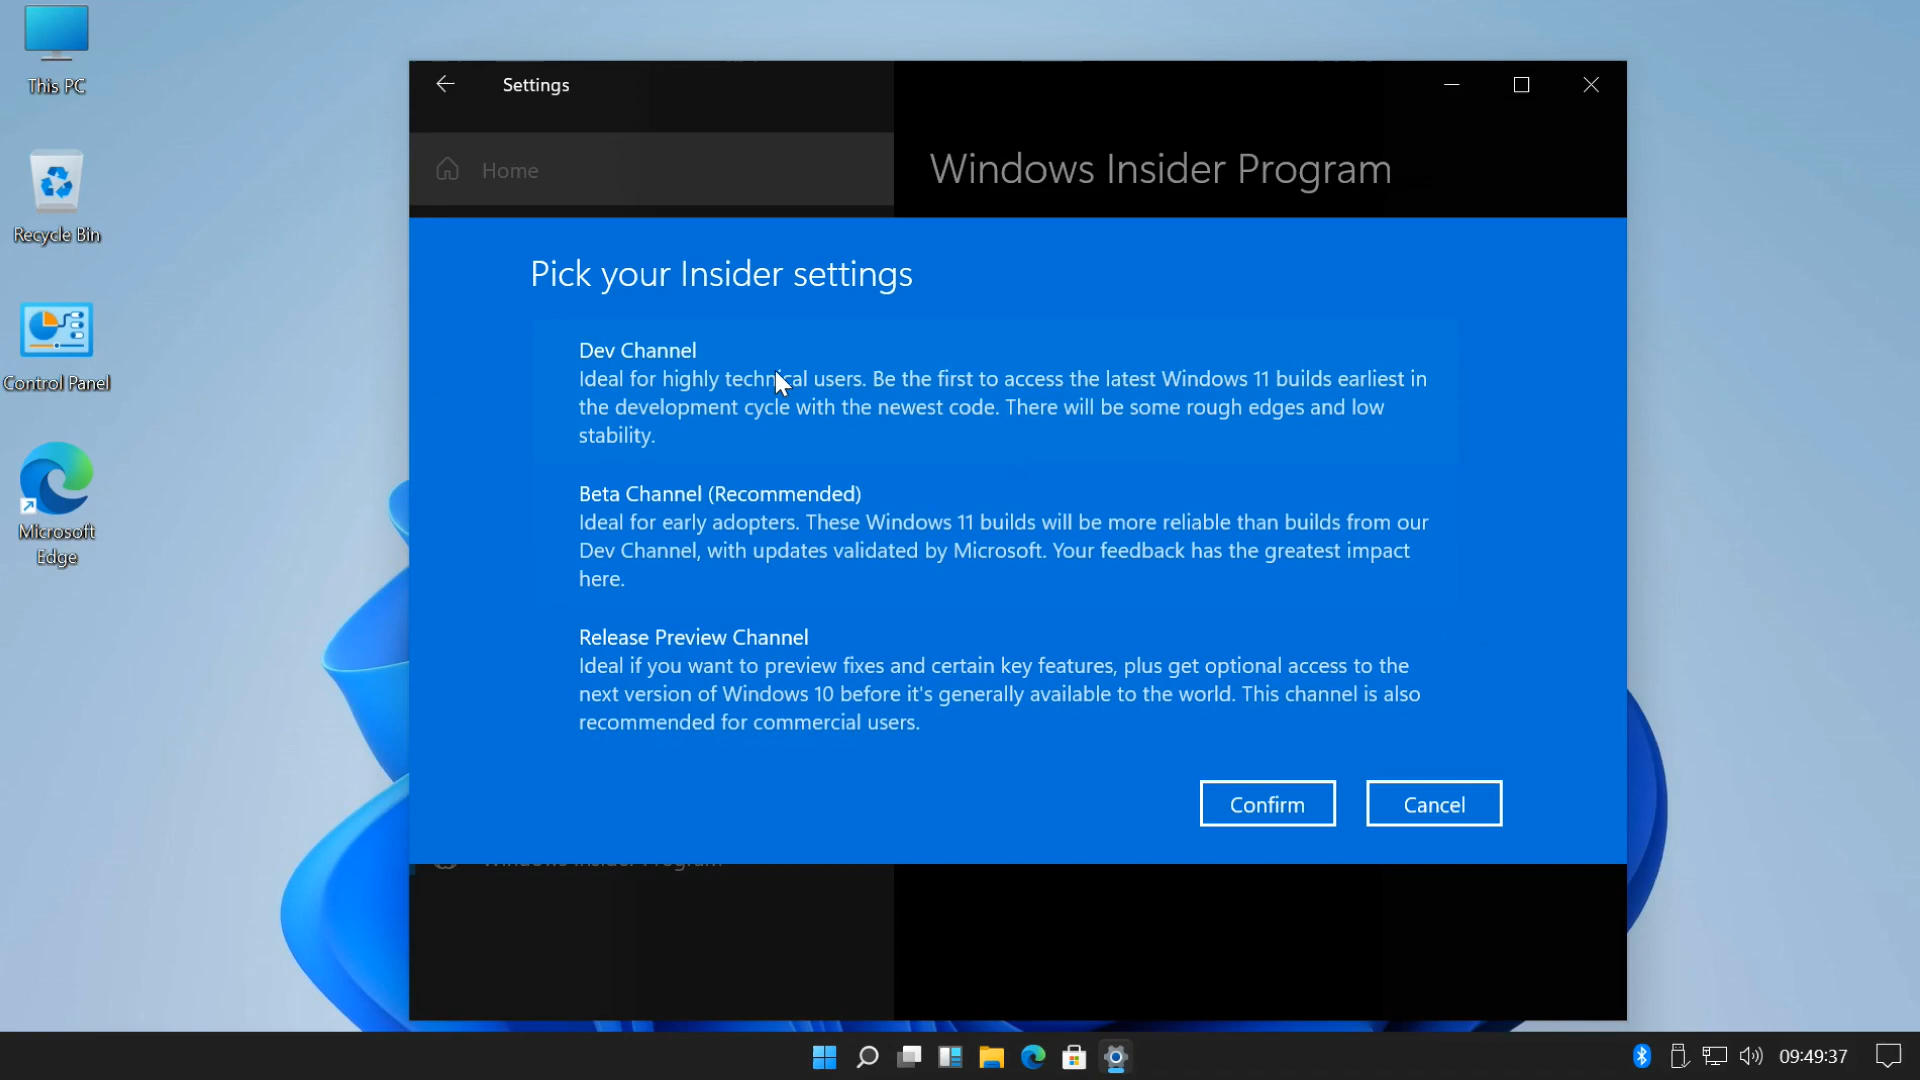 This PC
Recycle Bin
Control Panel
Microsoft
Edge
Settings
Home
Windows Insider Program
Pick your Insider settings
Dev Channel
Ideal for highly technical users. Be the first to access the latest Windows 11 builds earliest in
the development cycle with the newest code. There will be some rough edges and low
stability.
Beta Channel (Recommended)
Ideal for early adopters. These Windows 11 builds will be more reliable than builds from our
Dev Channel, with updates validated by Microsoft. Your feedback has the greatest impact
here.
Release Preview Channel
Ideal if you want to preview fixes and certain key features, plus get optional access to the
next version of Windows 10 before it's generally available to the world. This channel is also
recommended for commercial users.
Confirm
Cancel
Windows Insider Program
09:49:37